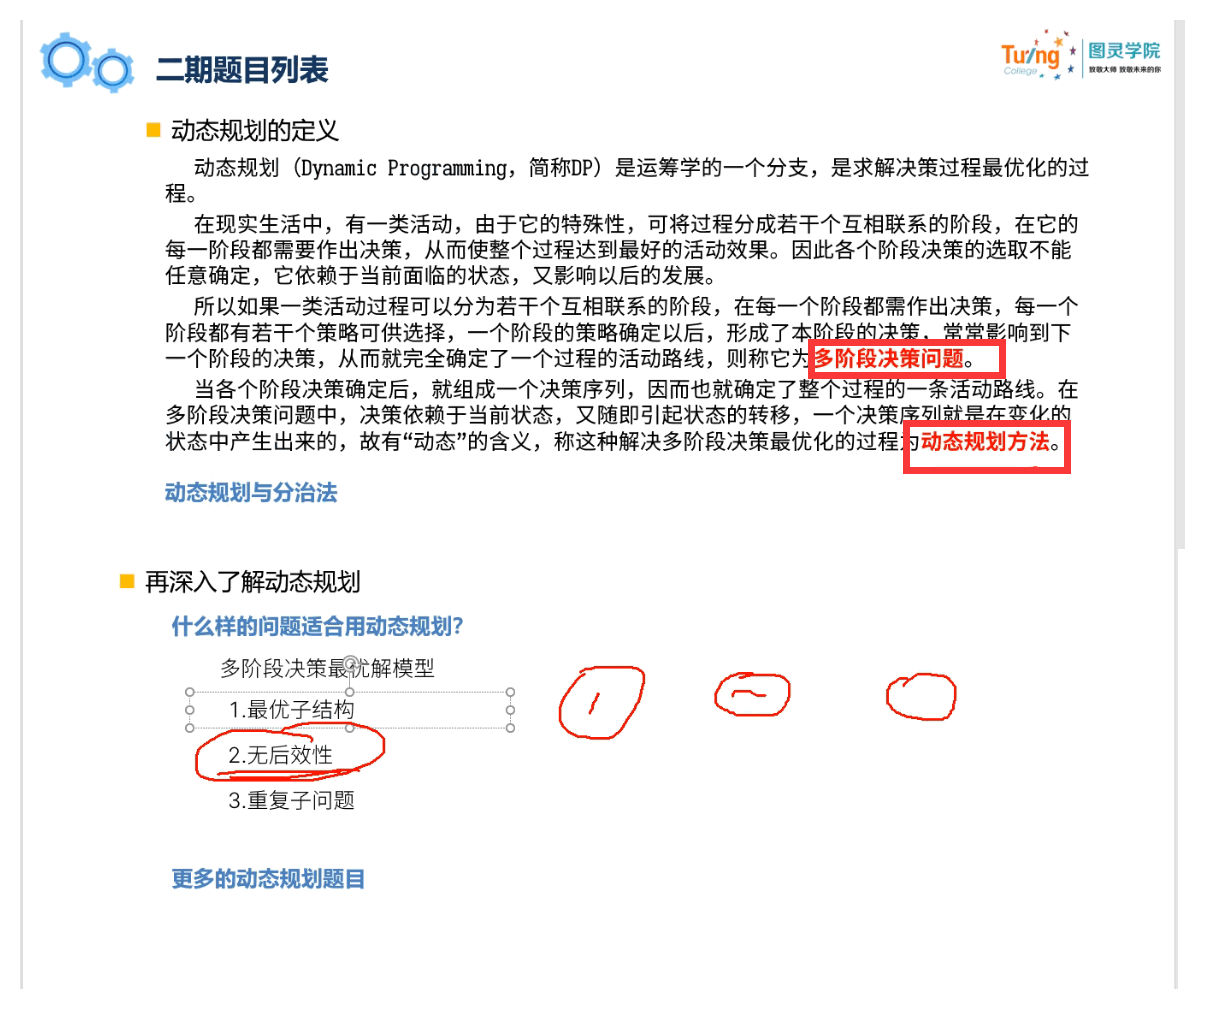 二期题目列表
Turing
College
图灵学院
致敬大师 致敬未来的你
动态规划的定义
动态规划（Dynamic Programming，简称DP）是运筹学的一个分支，是求解决策过程最优化的过
程。
在现实生活中，有一类活动，由于它的特殊性，可将过程分成若干个互相联系的阶段，在它的
每一阶段都需要作出决策，从而使整个过程达到最好的活动效果。因此各个阶段决策的选取不能
任意确定，它依赖于当前面临的状态，又影响以后的发展。
所以如果一类活动过程可以分为若干个互相联系的阶段，在每一个阶段都需作出决策，每一个
阶段都有若干个策略可供选择，一个阶段的策略确定以后，形成了本阶段的决策，常常影响到下
一个阶段的决策，从而就完全确定了一个过程的活动路线，则称它为多阶段决策问题。
当各个阶段决策确定后，就组成一个决策序列，因而也就确定了整个过程的一条活动路线。在
多阶段决策问题中，决策依赖于当前状态，又随即引起状态的转移，一个决策序列就是在变化的
状态中产生出来的，故有“动态”的含义，称这种解决多阶段决策最优化的过程为动态规划方法。
动态规划与分治法
再深入了解动态规划
什么样的问题适合用动态规划？
多阶段决策最优解模型
1.最优子结构
2.无后效性
3.重复子问题
更多的动态规划题目